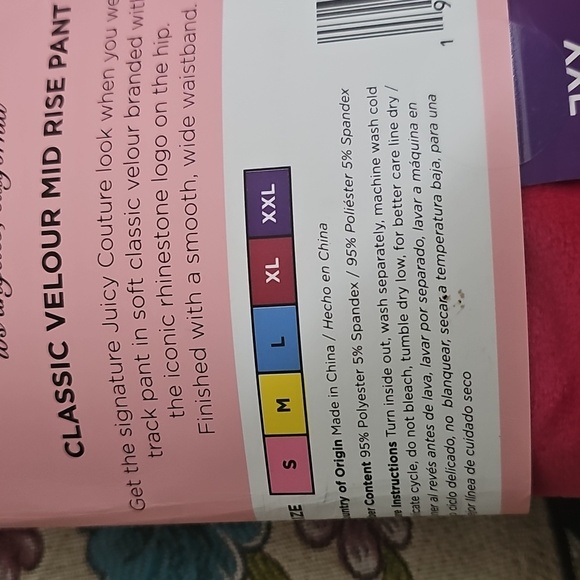 CLASSIC VELOUR MID RISE PANT
Get the signature Juicy Couture look when you
track pant in soft classic velour branded
the iconic rhinestone logo on the hip.
Finished with a smooth, wide waistband.
S M L XL XXL
of Origin Made in China / Hecho en China
Content 95% Polyester 5% Spandex / 95% Poliéster 5% Spandex
Instructions Turn inside out, wash separately, machine wash cold
cycle, do not bleach, tumble dry low, for better care line dry /
al revés antes de lava, lavar por separado, lavar a máquina en
ciclo delicado, no blanquear, secar a temperatura baja, para una
línea de cuidado seco
1 9